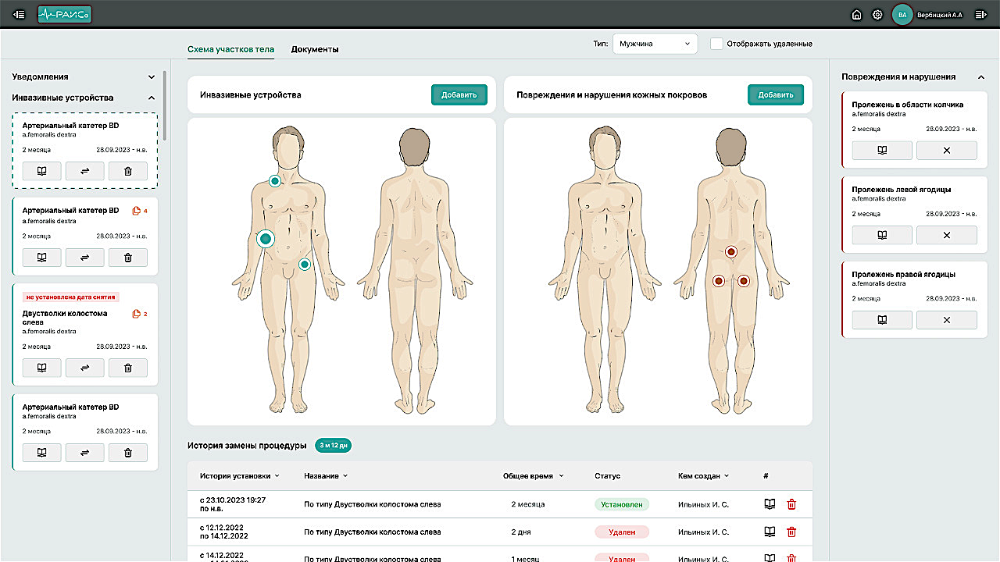 РАИСа
ВА
Вербицкий А.А
Схема участков тела
Документы
Тип:
Мужчина
Отображать удаленные
Уведомления
Инвазивные устройства
Артериальный катетер BD
a.femoralis dextra
2 месяца
28.09.2023 - н.в.
Артериальный катетер BD
4
a.femoralis dextra
2 месяца
28.09.2023 - н.в.
не установлена дата снятия
Двустволки колостома
слева
2
a.femoralis dextra
2 месяца
28.09.2023 - н.в.
Артериальный катетер BD
a.femoralis dextra
2 месяца
28.09.2023 - н.в.
Инвазивные устройства
Добавить
Повреждения и нарушения кожных покровов
Добавить
История замены процедуры
3 м 12 дн
История установки
Название
Общее время
Статус
Кем создан
#
с 23.10.2023 19:27
по н.в.
По типу Двустволки колостома слева
2 месяца
Установлен
Ильиных И. С.
с 12.12.2022
по 14.12.2022
По типу Двустволки колостома слева
2 дня
Удален
Ильиных И. С.
с 14.12.2022
По типу Двустволки колостома слева
1 месяц
Удален
Ильиных И. С.
Повреждения и нарушения
Пролежень в области копчика
a.femoralis dextra
2 месяца
28.09.2023 - н.в.
Пролежень левой ягодицы
a.femoralis dextra
2 месяца
28.09.2023 - н.в.
Пролежень правой ягодицы
a.femoralis dextra
2 месяца
28.09.2023 - н.в.